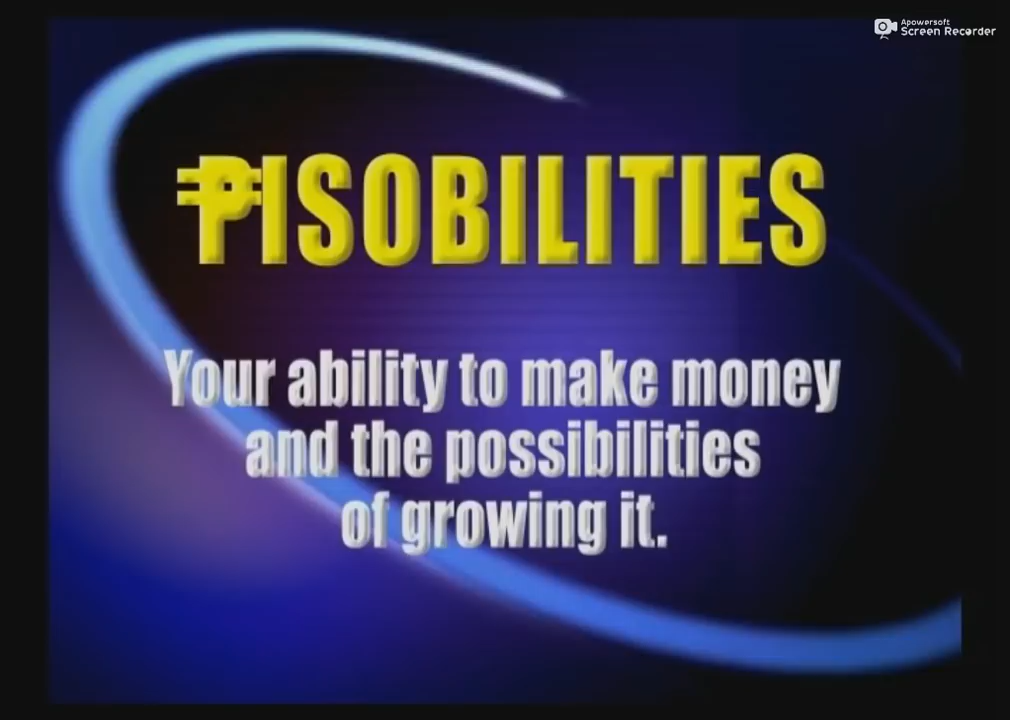 Apowersoft
Screen Recorder
₱ISOBILITIES
Your ability to make money
and the possibilities
of growing it.